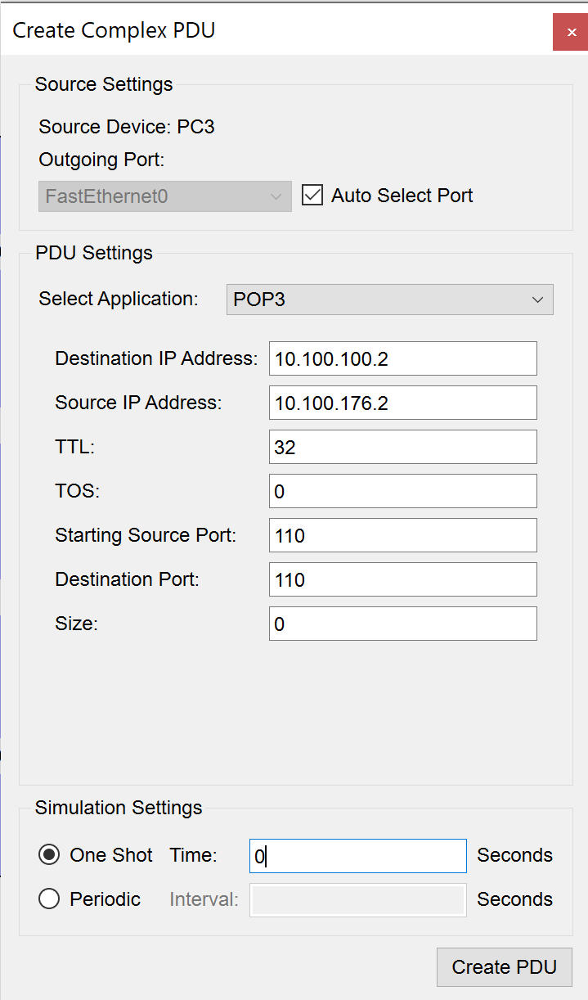 Create Complex PDU
Source Settings
Source Device: PC3
Outgoing Port:
FastEthernet0 Auto Select Port
PDU Settings
Select Application: POP3
Destination IP Address: 10.100.100.2
Source IP Address: 10.100.176.2
TTL: 32
TOS: 0
Starting Source Port: 110
Destination Port: 110
Size: 0
Simulation Settings
One Shot Time: 0 Seconds
Periodic Interval: Seconds
Create PDU